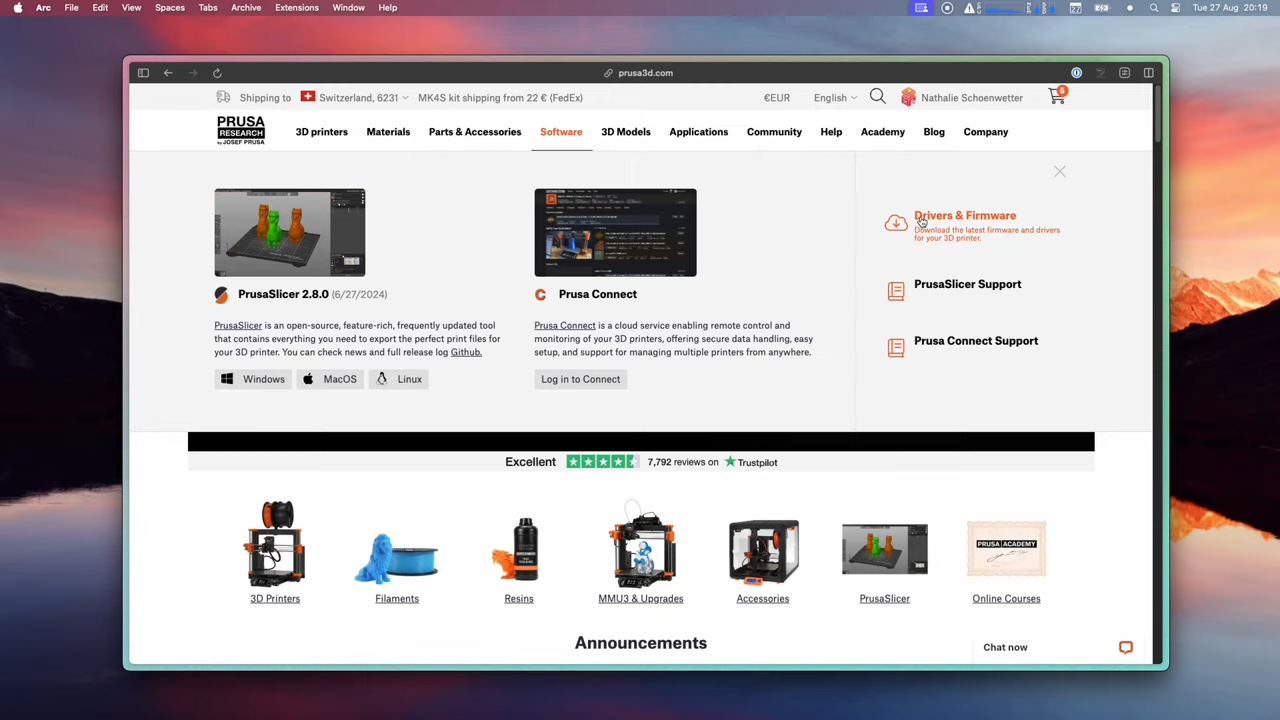 Arc File Edit View Spaces Tabs Archive Extensions Window Help
Tue 27 Aug 20:19
prusa3d.com
Shipping to Switzerland, 6231 MK4S kit shipping from 22 € (FedEx)
€EUR English Nathalie Schoenwetter 5
PRUSA
RESEARCH
by JOSEF PRUSA
3D printers Materials Parts & Accessories Software 3D Models Applications Community Help Academy Blog Company
Drivers & Firmware
Download the latest firmware and drivers
for your 3D printer.
PrusaSlicer Support
Prusa Connect Support
PrusaSlicer 2.8.0 (6/27/2024)
PrusaSlicer is an open-source, feature-rich, frequently updated tool
that contains everything you need to export the perfect print files for
your 3D printer. You can check news and full release log Github.
Windows MacOS Linux
Prusa Connect
Prusa Connect is a cloud service enabling remote control and
monitoring of your 3D printers, offering secure data handling, easy
setup, and support for managing multiple printers from anywhere.
Log in to Connect
Excellent 7,792 reviews on Trustpilot
PRUSA ACADEMY
3D Printers Filaments Resins MMU3 & Upgrades Accessories PrusaSlicer Online Courses
Announcements
Chat now